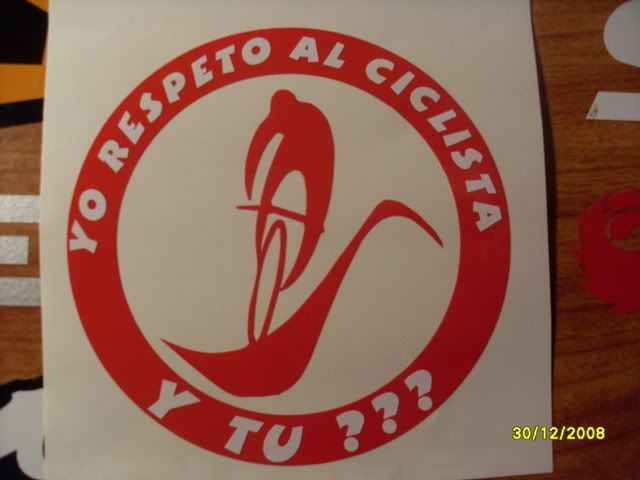 YO RESPETO AL CICLISTA
Y TU ???
30/12/2008